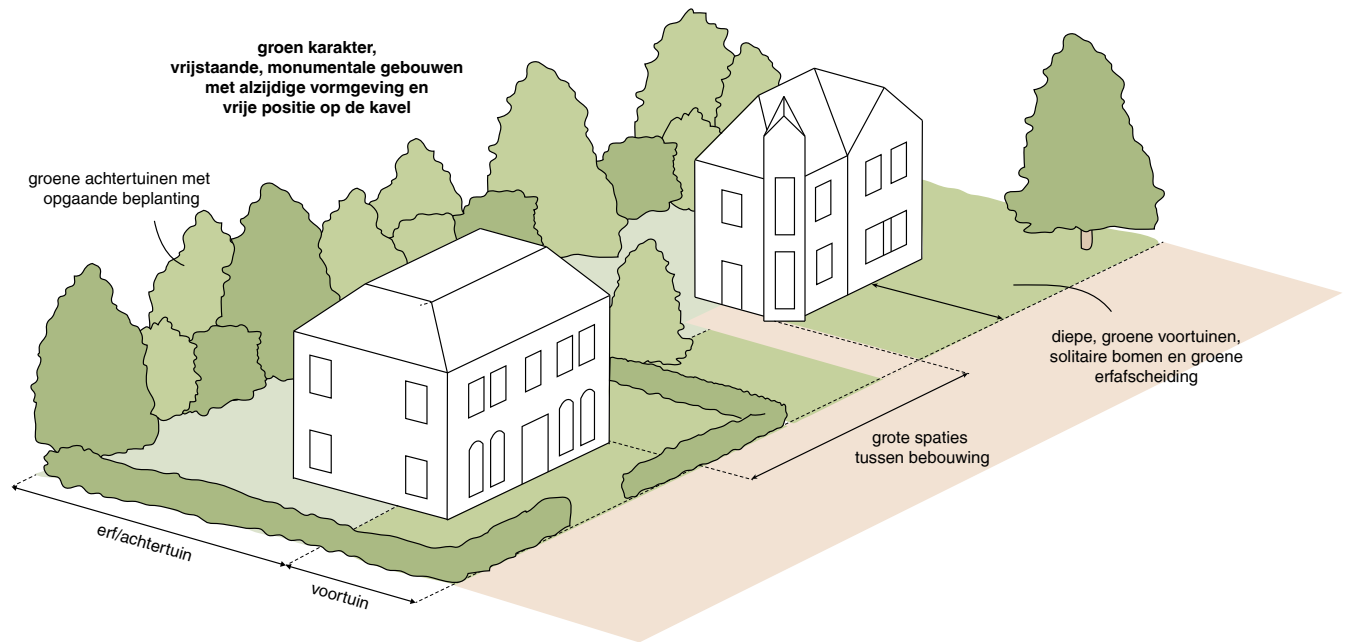 groen karakter,
vrijstaande, monumentale gebouwen
met alzijdige vormgeving en
vrije positie op de kavel
groene achtertuinen met
opgaande beplanting
diepe, groene voortuinen,
solitaire bomen en groene
erfafscheiding
grote spaties
tussen bebouwing
erf/achtertuin
voortuin